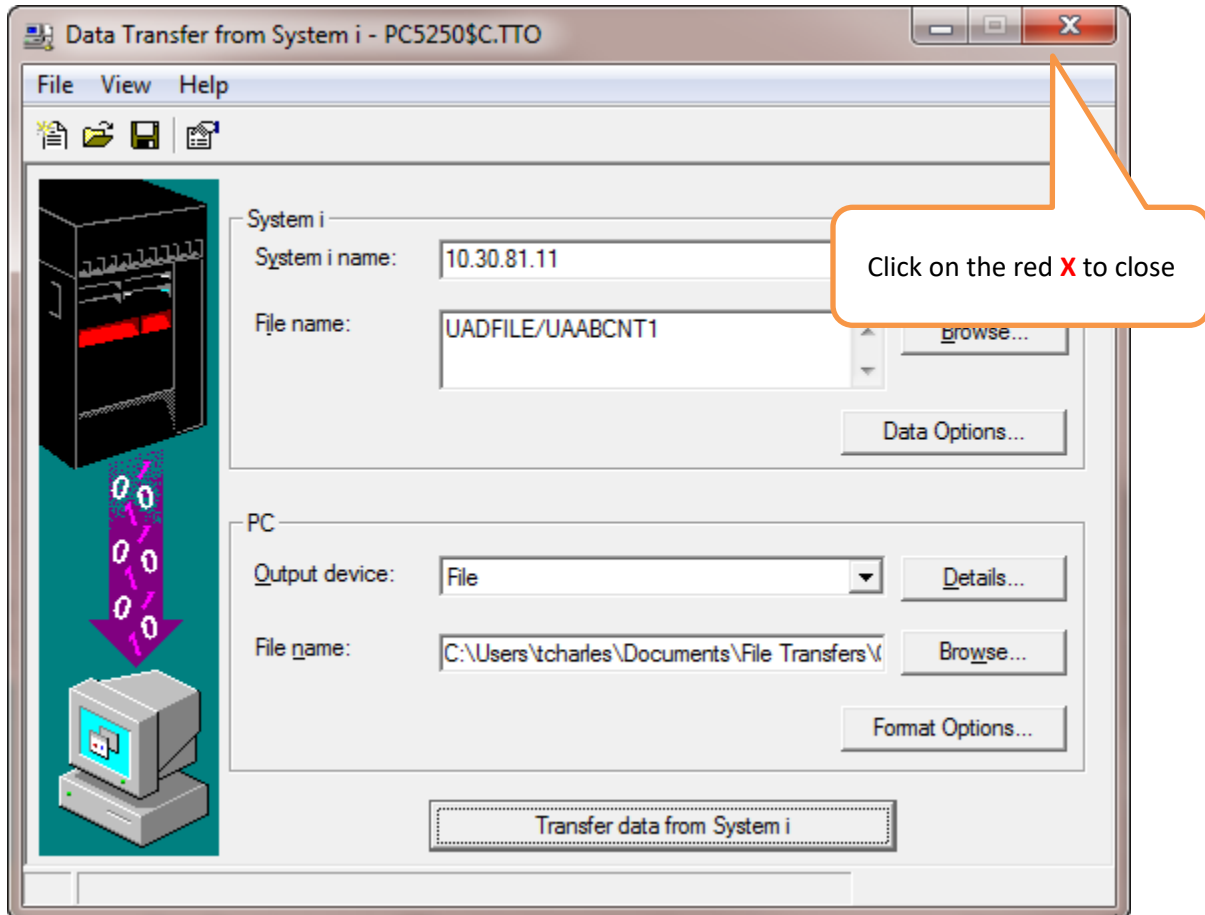 Data Transfer from System i - PC5250$C.TTO
File View Help
System i
System i name: 10.30.81.11
Click on the red X to close
File name: UADFILE/UAABCNT1 Browse...
Data Options...
PC
Output device: File Details...
File name: C:\Users\tcharles\Documents\File Transfers\ Browse...
Format Options...
Transfer data from System i